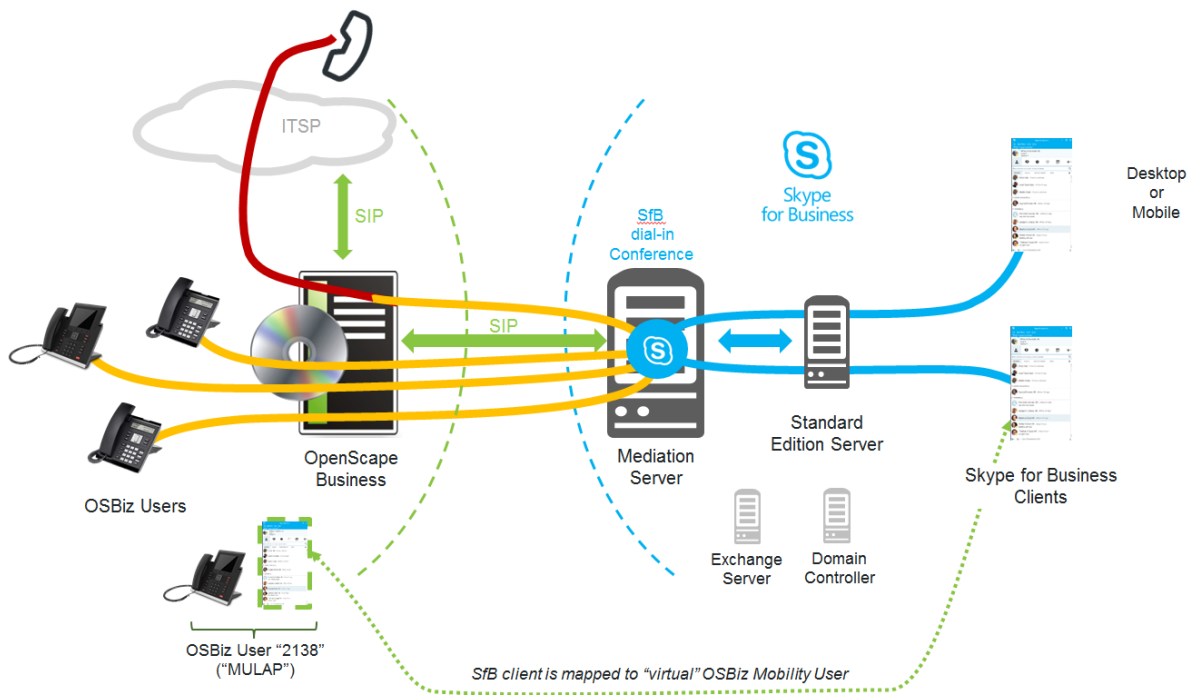 ITSP
SIP
SfB
dial-in
Conference
Skype
for Business
Desktop
or
Mobile
SIP
OpenScape
Business
OSBiz Users
Mediation
Server
Standard
Edition Server
Skype for Business
Clients
Exchange
Server
Domain
Controller
OSBiz User “2138”
(“MULAP”)
SfB client is mapped to “virtual” OSBiz Mobility User